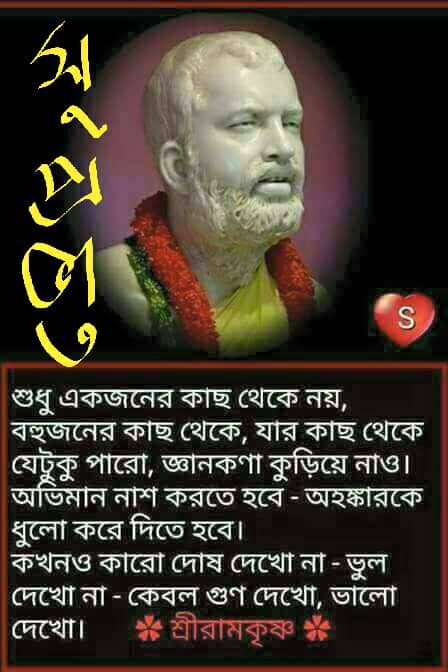 সুপ্রভাত
S
শুধু একজনের কাছ থেকে নয়,
বহুজনের কাছ থেকে, যার কাছ থেকে
যেটুকু পারো, জ্ঞানকণা কুড়িয়ে নাও।
অভিমান নাশ করতে হবে - অহঙ্কারকে
ধুলো করে দিতে হবে।
কখনও কারো দোষ দেখো না - ভুল
দেখো না - কেবল গুণ দেখো, ভালো
দেখো। ✽ শ্রীরামকৃষ্ণ ✽